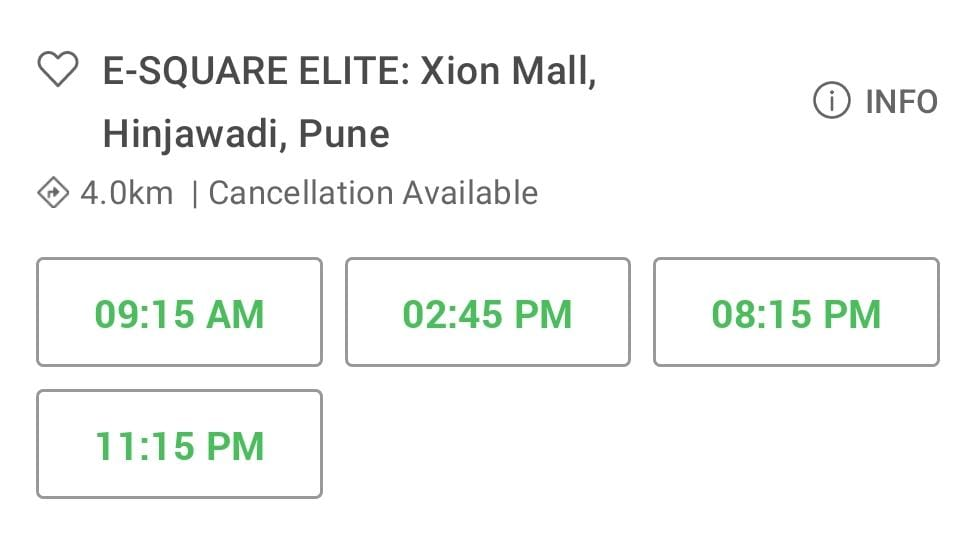 E-SQUARE ELITE: Xion Mall,
Hinjawadi, Pune
INFO
4.0km | Cancellation Available
09:15 AM 02:45 PM 08:15 PM
11:15 PM